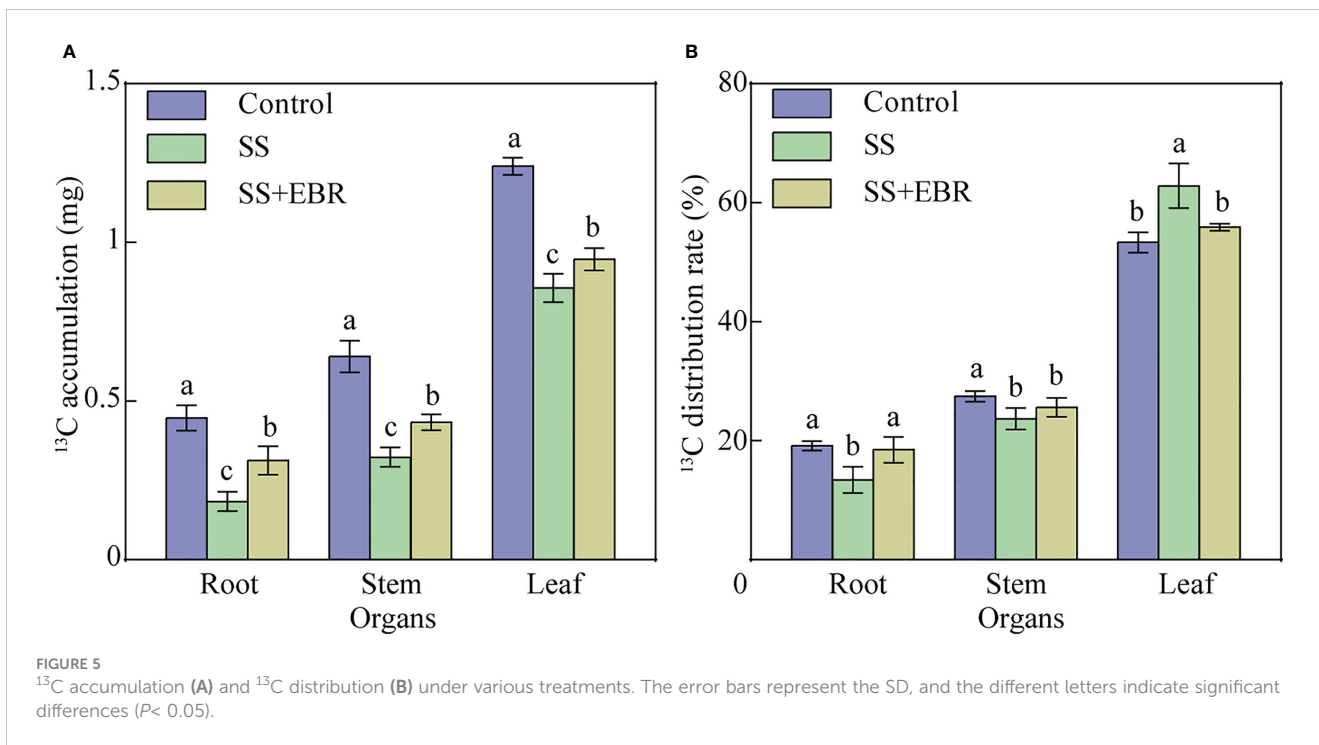 A
1.5
1
0.5
0
¹³C accumulation (mg)
Control
SS
SS+EBR
a
c
b
a
c
b
a
c
b
Root
Stem
Leaf
Organs
B
80
60
40
20
0
¹³C distribution rate (%)
Control
SS
SS+EBR
a
b
a
a
b
b
b
a
b
Root
Stem
Leaf
Organs
FIGURE 5
¹³C accumulation (A) and ¹³C distribution (B) under various treatments. The error bars represent the SD, and the different letters indicate significant
differences (P< 0.05).